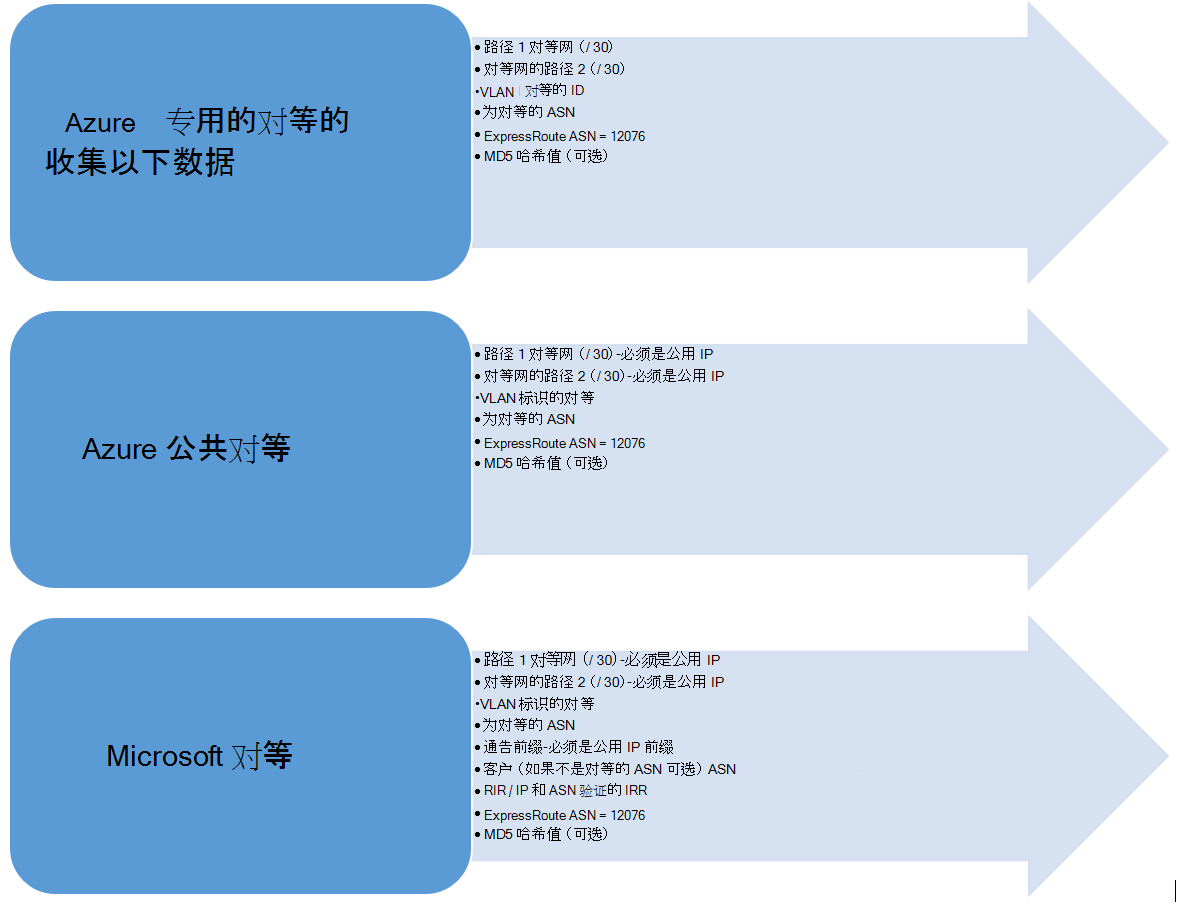 Azure 专用的对等的
收集以下数据
• 路径 1 对等网 (/ 30)
• 对等网的路径 2 (/ 30)
•VLAN 对等的 ID
• 为对等的 ASN
• ExpressRoute ASN = 12076
• MD5 哈希值 (可选)
Azure 公共对等
• 路径 1 对等网 (/ 30) -必须是公用 IP
• 对等网的路径 2 (/ 30)-必须是公用 IP
•VLAN 标识的对等
• 为对等的 ASN
• ExpressRoute ASN = 12076
• MD5 哈希值 (可选)
Microsoft 对等
• 路径 1 对等网 (/ 30)-必须是公用 IP
• 对等网的路径 2 (/ 30)-必须是公用 IP
•VLAN 标识的对等
• 为对等的 ASN
• 通告前缀-必须是公用 IP 前缀
• 客户 (如果不是对等的 ASN 可选) ASN
• RIR / IP 和 ASN 验证的 IRR
• ExpressRoute ASN = 12076
• MD5 哈希值 (可选)